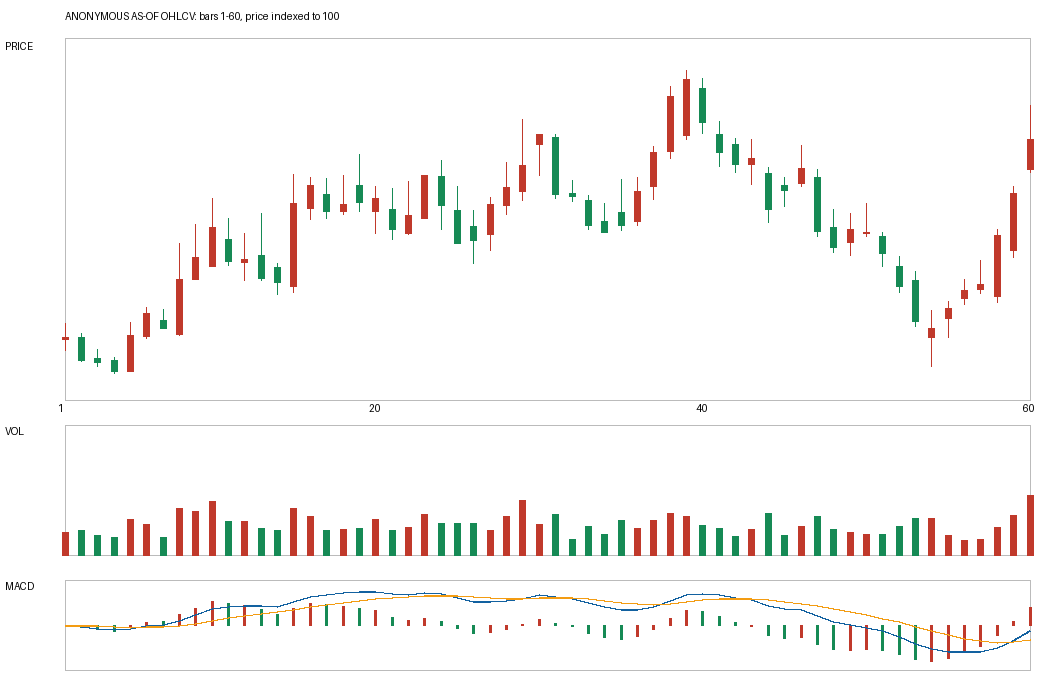 ANONYMOUS AS-OF OHLCV: bars 1-60, price indexed to 100
PRICE
1 20 40 60
VOL
MACD